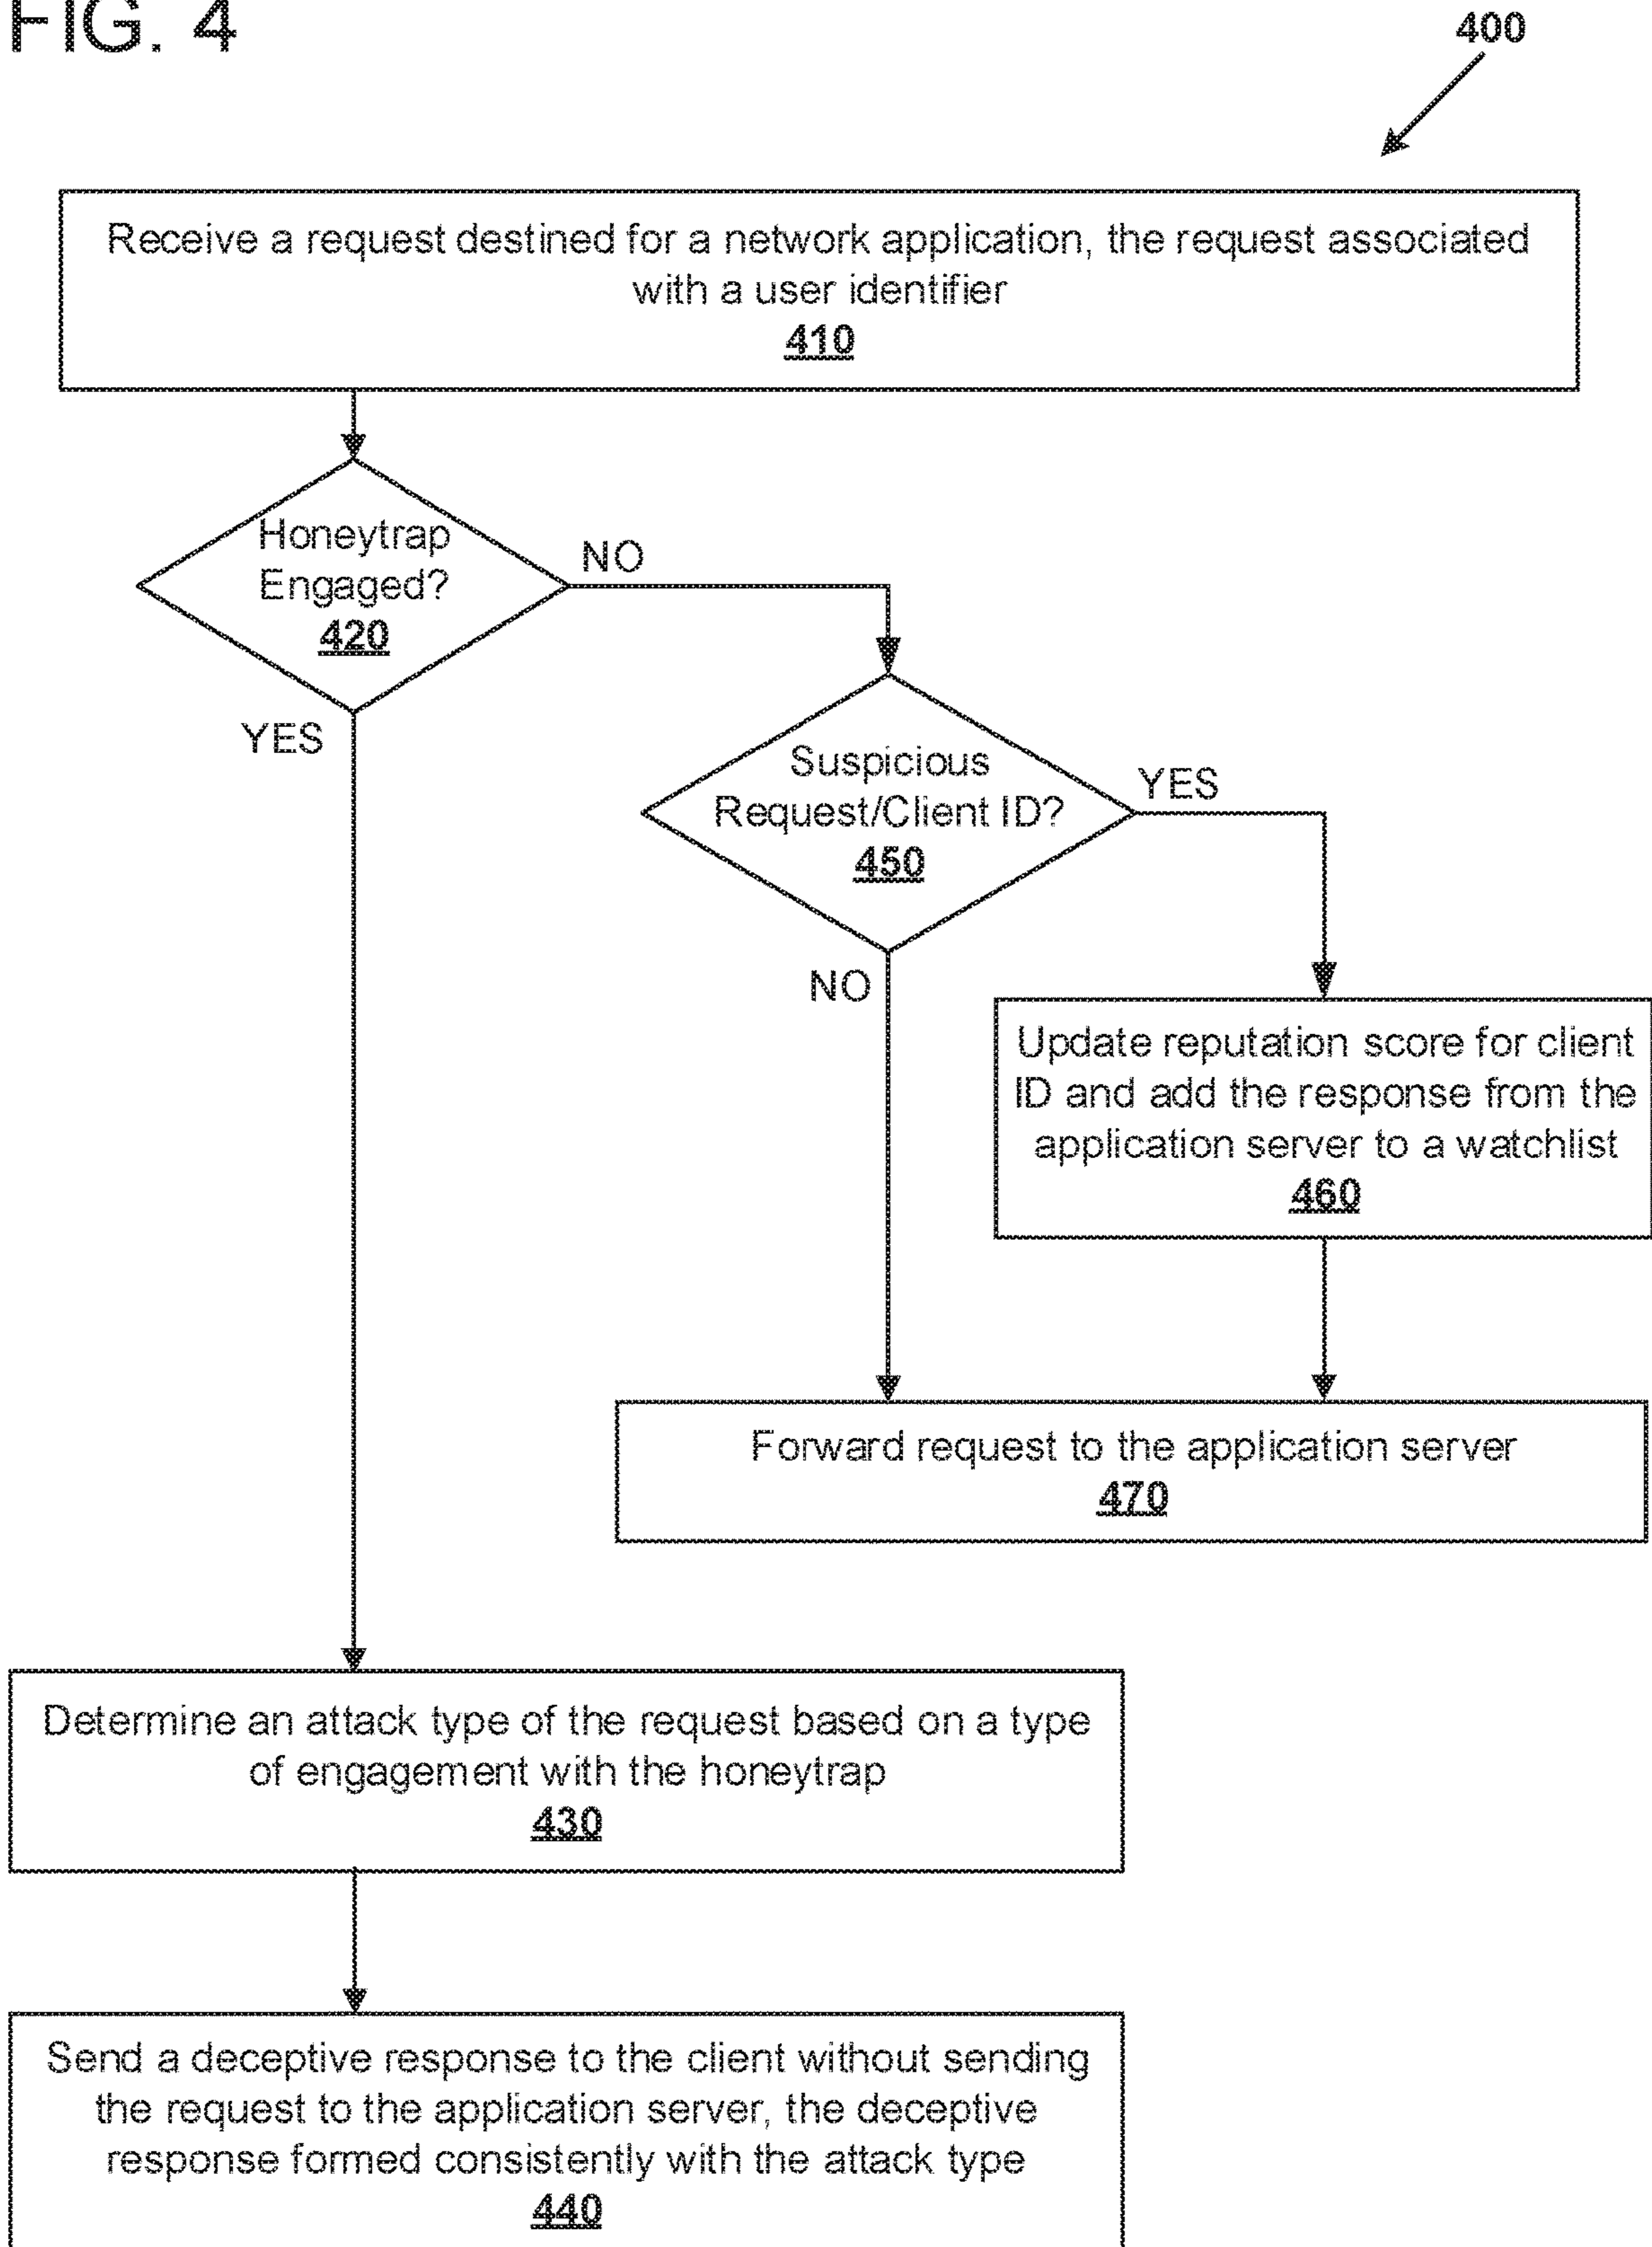 FIG. 4
400
Receive a request destined for a network application, the request associated
with a user identifier
410
Honeytrap
Engaged?
420
NO
YES
Suspicious
Request/Client ID?
450
YES
NO
Update reputation score for client
ID and add the response from the
application server to a watchlist
460
Forward request to the application server
470
Determine an attack type of the request based on a type
of engagement with the honeytrap
430
Send a deceptive response to the client without sending
the request to the application server, the deceptive
response formed consistently with the attack type
440